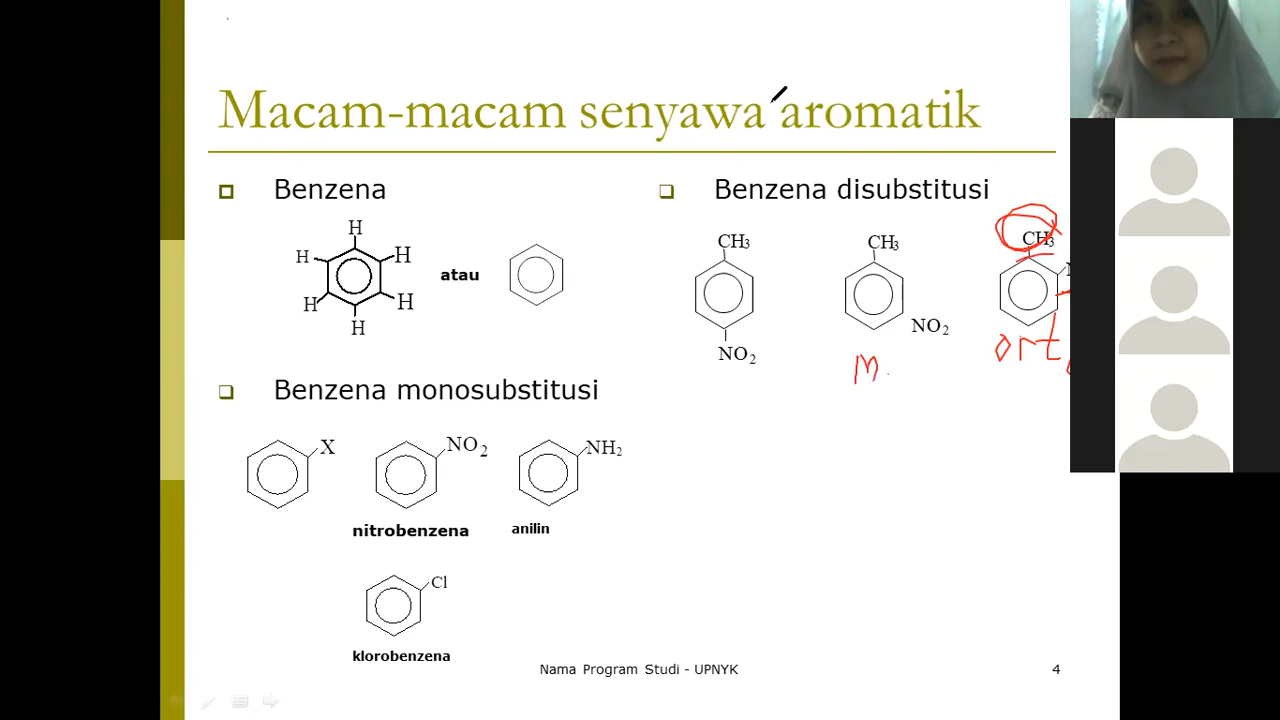 Macam-macam senyawa aromatik
Benzena
H
H
H
H
H
H
atau
Benzena monosubstitusi
X
NO2
NH2
nitrobenzena
anilin
Cl
klorobenzena
Benzena disubstitusi
CH3
NO2
CH3
NO2
m
CH3
ort
Nama Program Studi - UPNYK
4